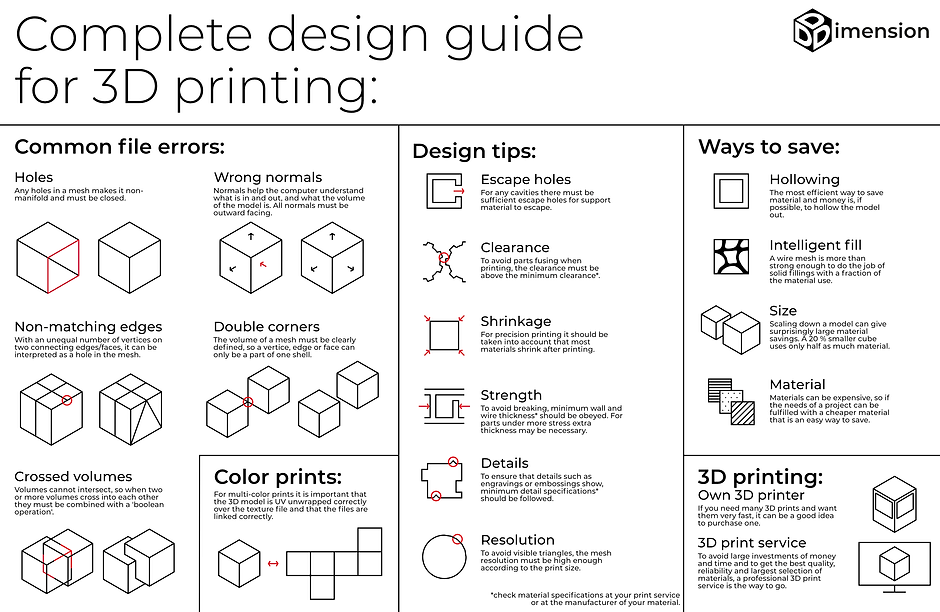 Complete design guide
for 3D printing:
DDDimension
Common file errors:
Holes
Any holes in a mesh makes it non-
manifold and must be closed.
Wrong normals
Normals help the computer understand
what is in and out, and what the volume
of the model is. All normals must be
outward facing.
Non-matching edges
With an unequal number of vertices on
two connecting edges/faces, it can be
interpreted as a hole in the mesh.
Double corners
The volume of a mesh must be clearly
defined, so a vertex, edge or face can
only be a part of one shell.
Crossed volumes
Volumes cannot intersect, so when two
or more volumes cross into each other
they must be combined with a 'boolean
operation'.
Color prints:
For multi-color prints it is important that
the 3D model is UV unwrapped correctly
over the texture file and that the files are
linked correctly.
Design tips:
Escape holes
For any cavities there must be
sufficient escape holes for support
material to escape.
Clearance
To avoid parts fusing when
printing, the clearance must be
above the minimum clearance*.
Shrinkage
For precision printing it should be
taken into account that most
materials shrink after printing.
Strength
To avoid breaking, minimum wall and
wire thickness* should be obeyed. For
parts under more stress extra
thickness may be necessary.
Details
To ensure that details such as
engravings or embossings show,
minimum detail specifications*
should be followed.
Resolution
To avoid visible triangles, the mesh
resolution must be high enough
according to the print size.
*check material specifications at your print service
or at the manufacturer of your material.
Ways to save:
Hollowing
The most efficient way to save
material and money is, if
possible, to hollow the model
out.
Intelligent fill
A wire mesh is more than
strong enough to do the job of
solid fillings with a fraction of
the material use.
Size
Scaling down a model can give
surprisingly large material
savings. A 20 % smaller cube
uses only half as much material.
Material
Materials can be expensive, so if
the needs of a project can be
fulfilled with a cheaper material
that is an easy way to save.
3D printing:
Own 3D printer
If you need many 3D prints and want
them very fast, it can be a good idea
to purchase one.
3D print service
To avoid large investments of money
and time and to get the best quality,
reliability and largest selection of
materials, a professional 3D print
service is the way to go.